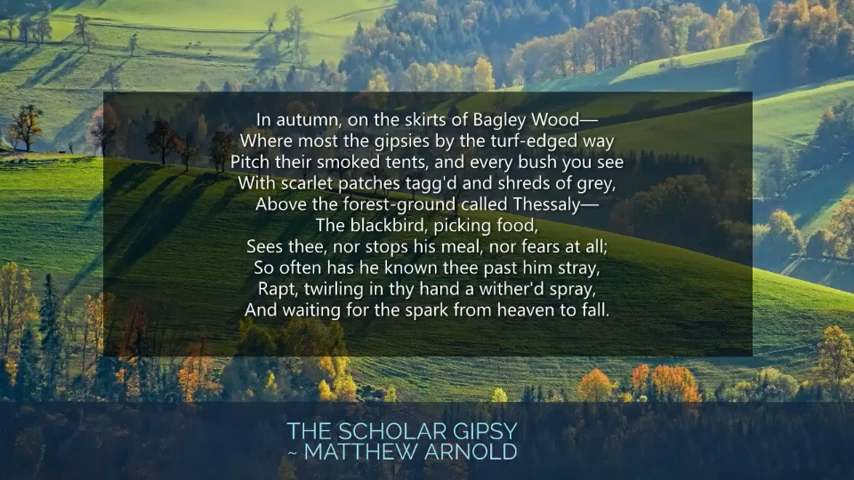 In autumn, on the skirts of Bagley Wood—
Where most the gipsies by the turf-edged way
Pitch their smoked tents, and every bush you see
With scarlet patches tagg'd and shreds of grey,
Above the forest-ground called Thessaly—
The blackbird, picking food,
Sees thee, nor stops his meal, nor fears at all;
So often has he known thee past him stray,
Rapt, twirling in thy hand a wither'd spray,
And waiting for the spark from heaven to fall.
THE SCHOLAR GIPSY
~ MATTHEW ARNOLD